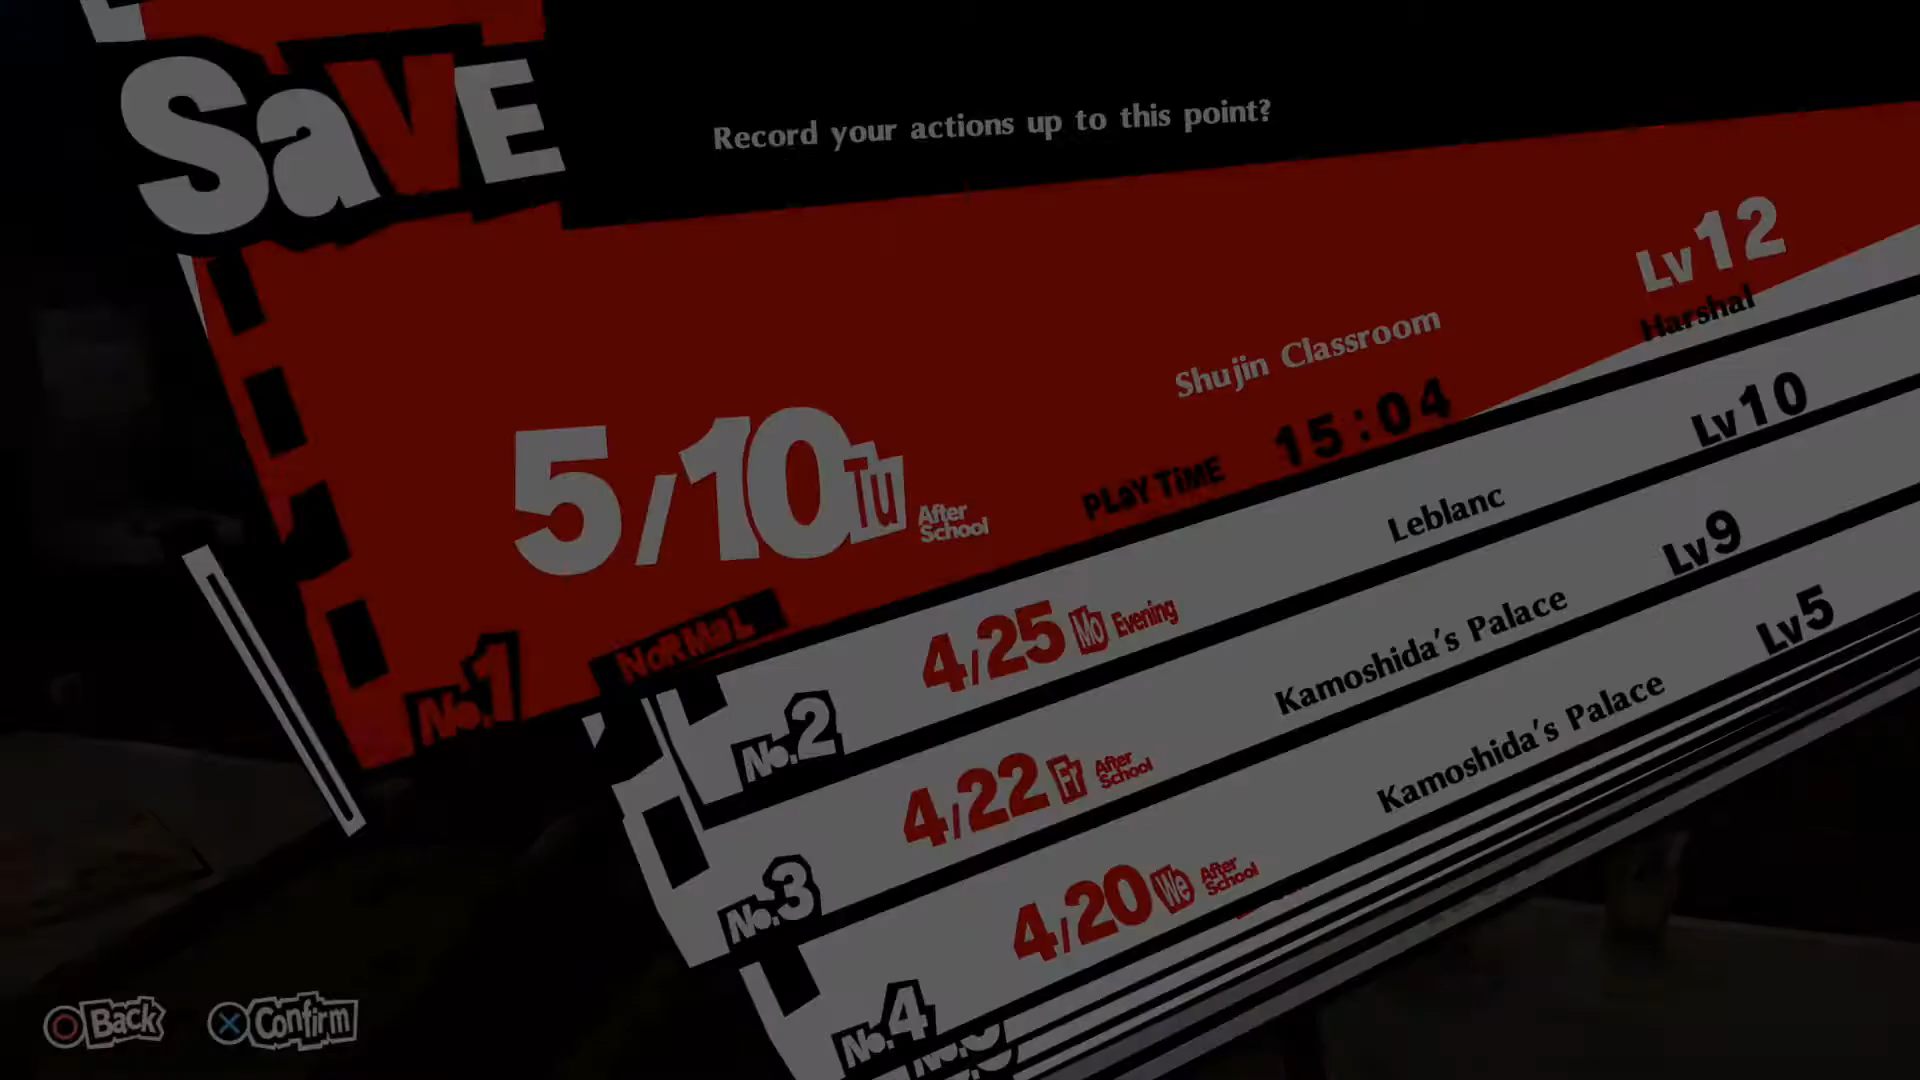 SaVE
Record your actions up to this point?
Lv12
Harshal
Shujin Classroom
5/10 Tu After School
PLaY TiME 15:04
No.1 NoRMaL
Lv10
Leblanc
4/25 Mo Evening
No.2
Lv9
Kamoshida's Palace
4/22 Fr After School
No.3
Lv5
Kamoshida's Palace
4/20 We After School
No.4
Back
Confirm